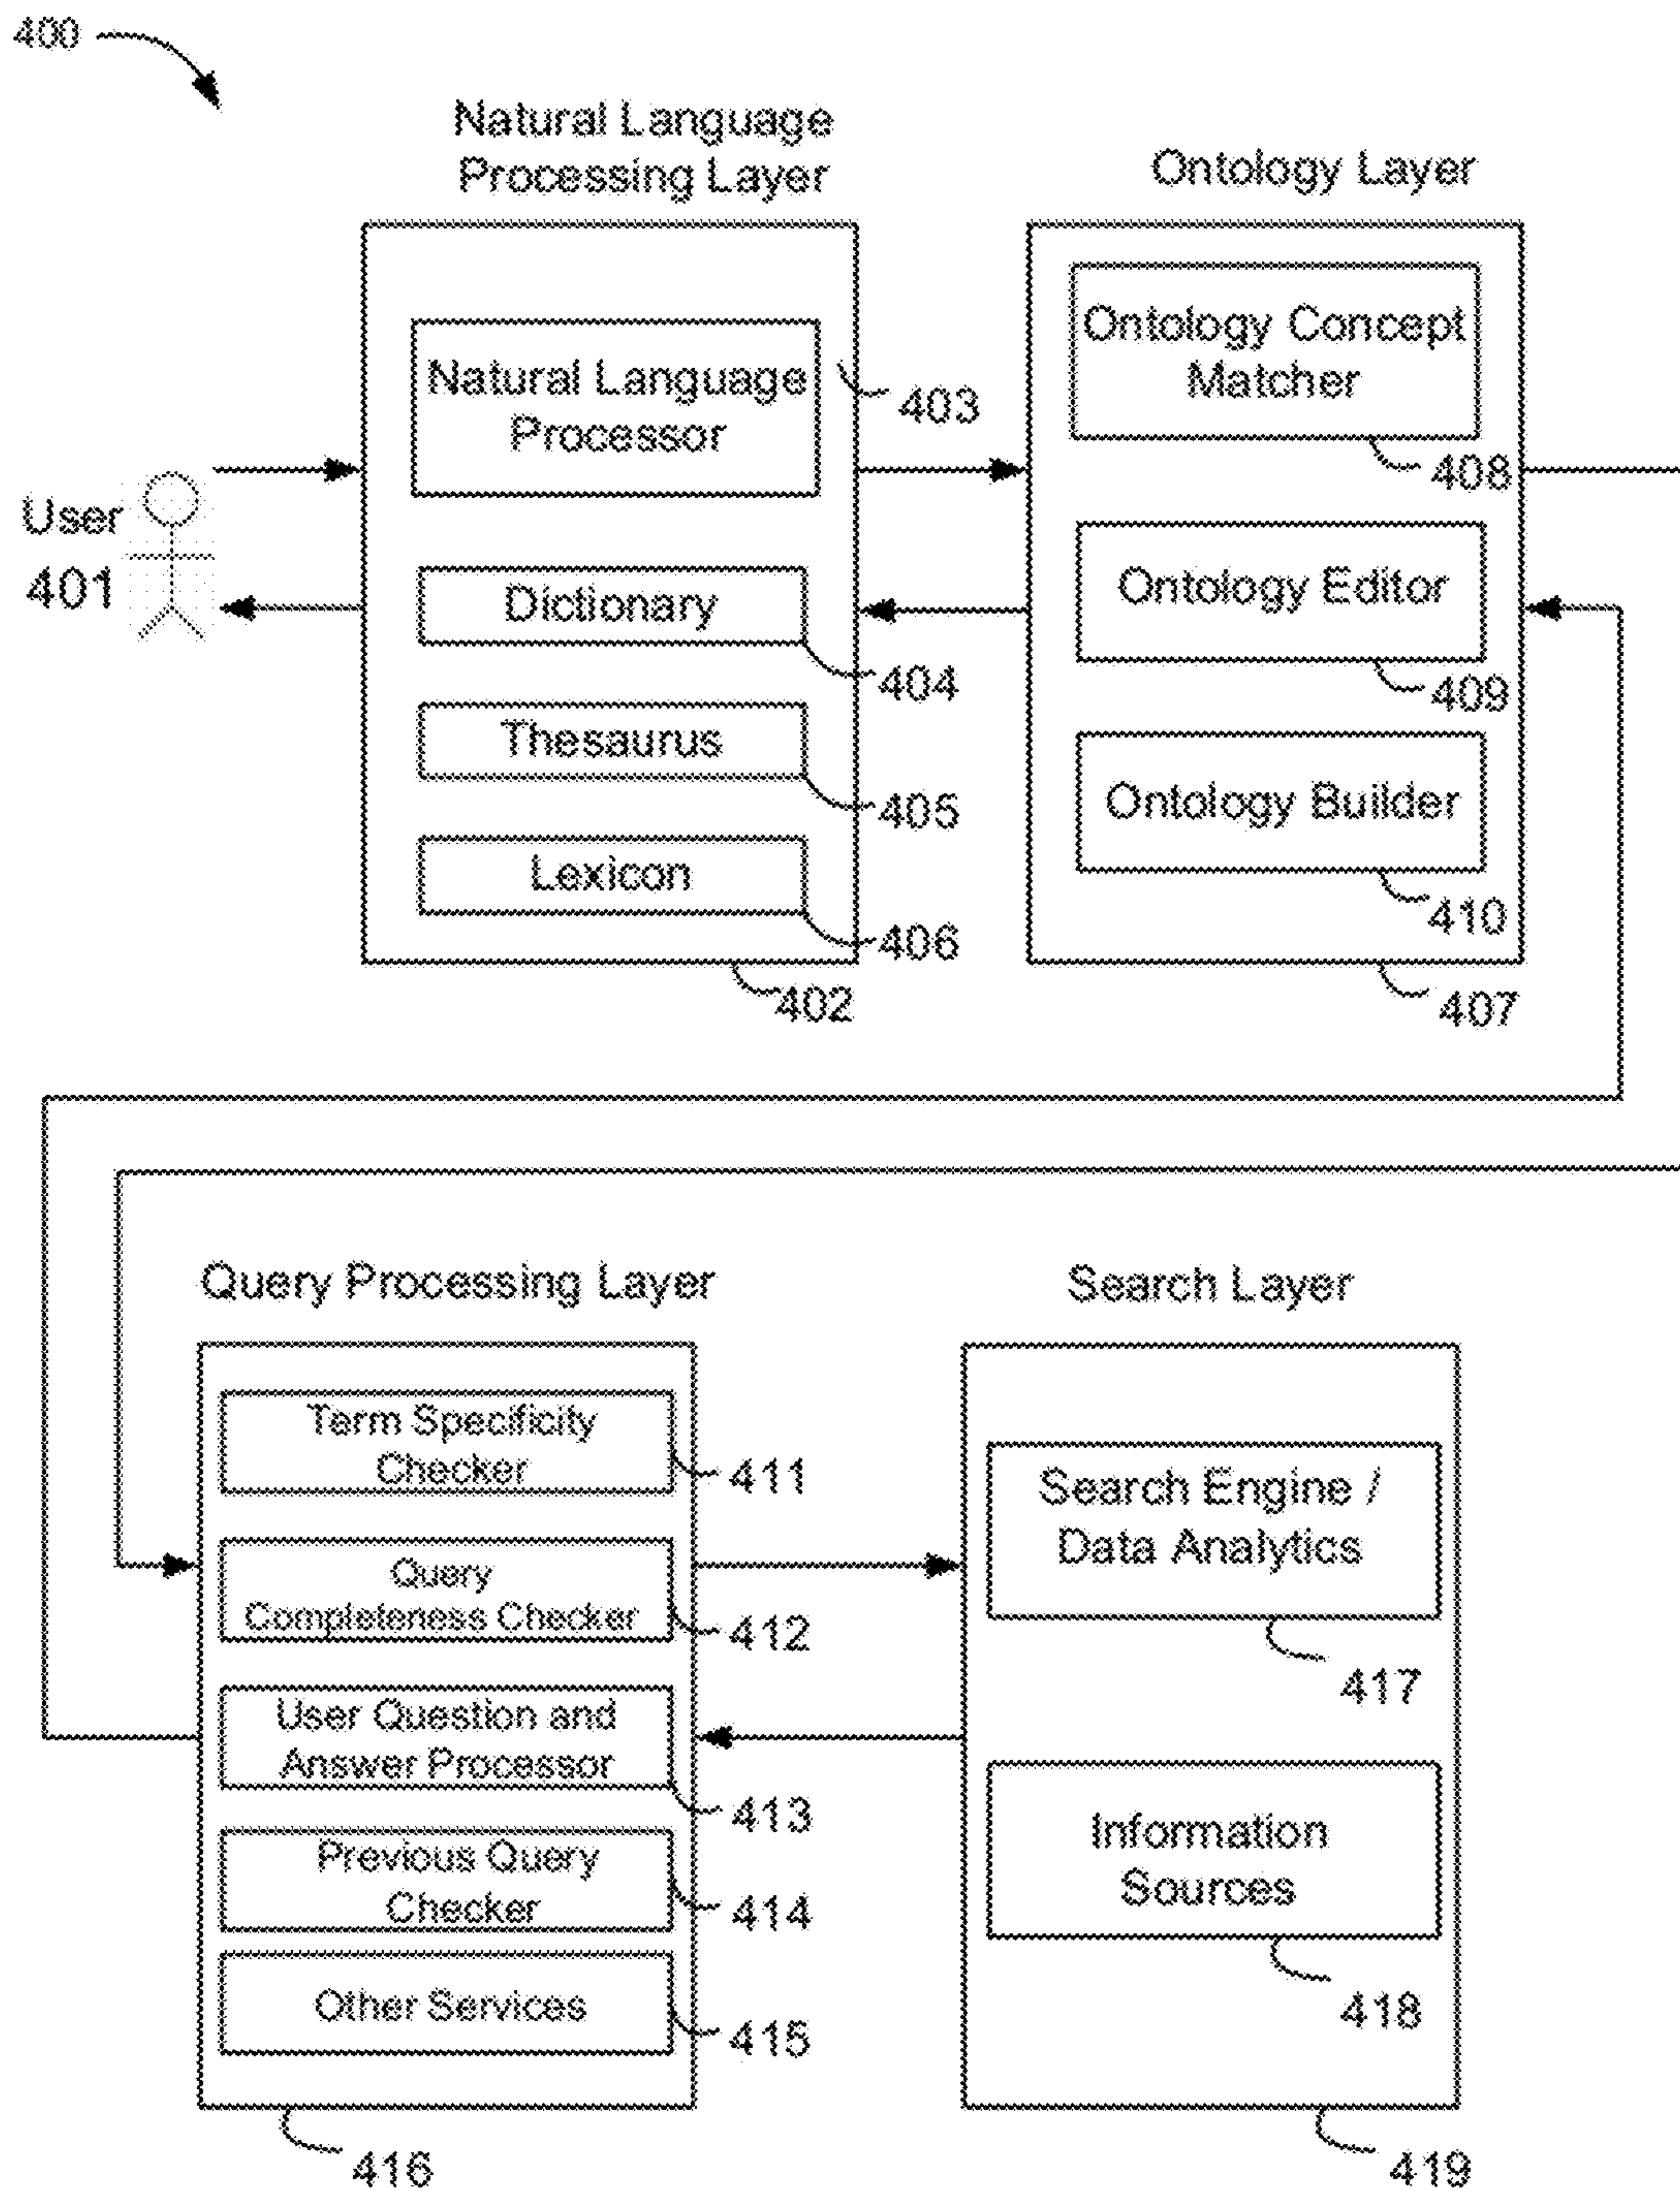 400
Natural Language
Processing Layer
Ontology Layer
Natural Language
Processor
403
Ontology Concept
Matcher
408
User
401
Dictionary
404
Ontology Editor
409
Thesaurus
405
Ontology Builder
410
Lexicon
406
402
407
Query Processing Layer
Search Layer
Term Specificity
Checker
411
Search Engine /
Data Analytics
417
Query
Completeness Checker
412
User Question and
Answer Processor
413
Information
Sources
418
Previous Query
Checker
414
Other Services
415
416
419